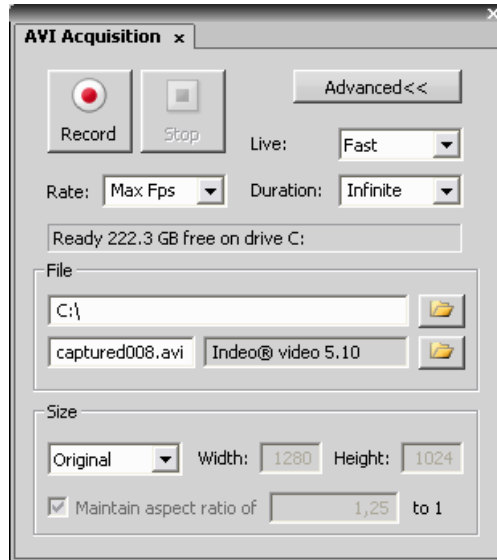 AVI Acquisition x
Advanced<<
Record Stop
Live: Fast
Rate: Max Fps Duration: Infinite
Ready 222.3 GB free on drive C:
File
C:\
captured008.avi Indeo® video 5.10
Size
Original Width: 1280 Height: 1024
Maintain aspect ratio of 1,25 to 1